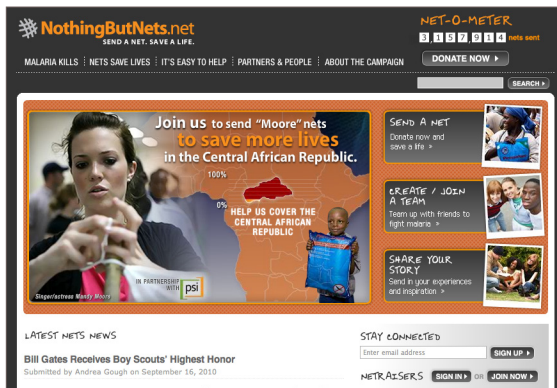 NothingButNets.net
SEND A NET. SAVE A LIFE.
NET-O-METER
3,157,914 nets sent
MALARIA KILLS NETS SAVE LIVES IT'S EASY TO HELP PARTNERS & PEOPLE ABOUT THE CAMPAIGN
DONATE NOW
SEARCH
Join us to send "Moore" nets
to save more lives
in the Central African Republic.
100%
0%
HELP US COVER THE
CENTRAL AFRICAN
REPUBLIC
IN PARTNERSHIP
WITH psi
Singer/actress Mandy Moore
SEND A NET
Donate now and
save a life »
CREATE / JOIN
A TEAM
Team up with friends to
fight malaria »
SHARE YOUR
STORY
Send in your experiences
and inspiration »
LATEST NETS NEWS
Bill Gates Receives Boy Scouts' Highest Honor
Submitted by Andrea Gough on September 16, 2010
STAY CONNECTED
Enter email address
SIGN UP
NETRAISERS SIGN IN OR JOIN NOW